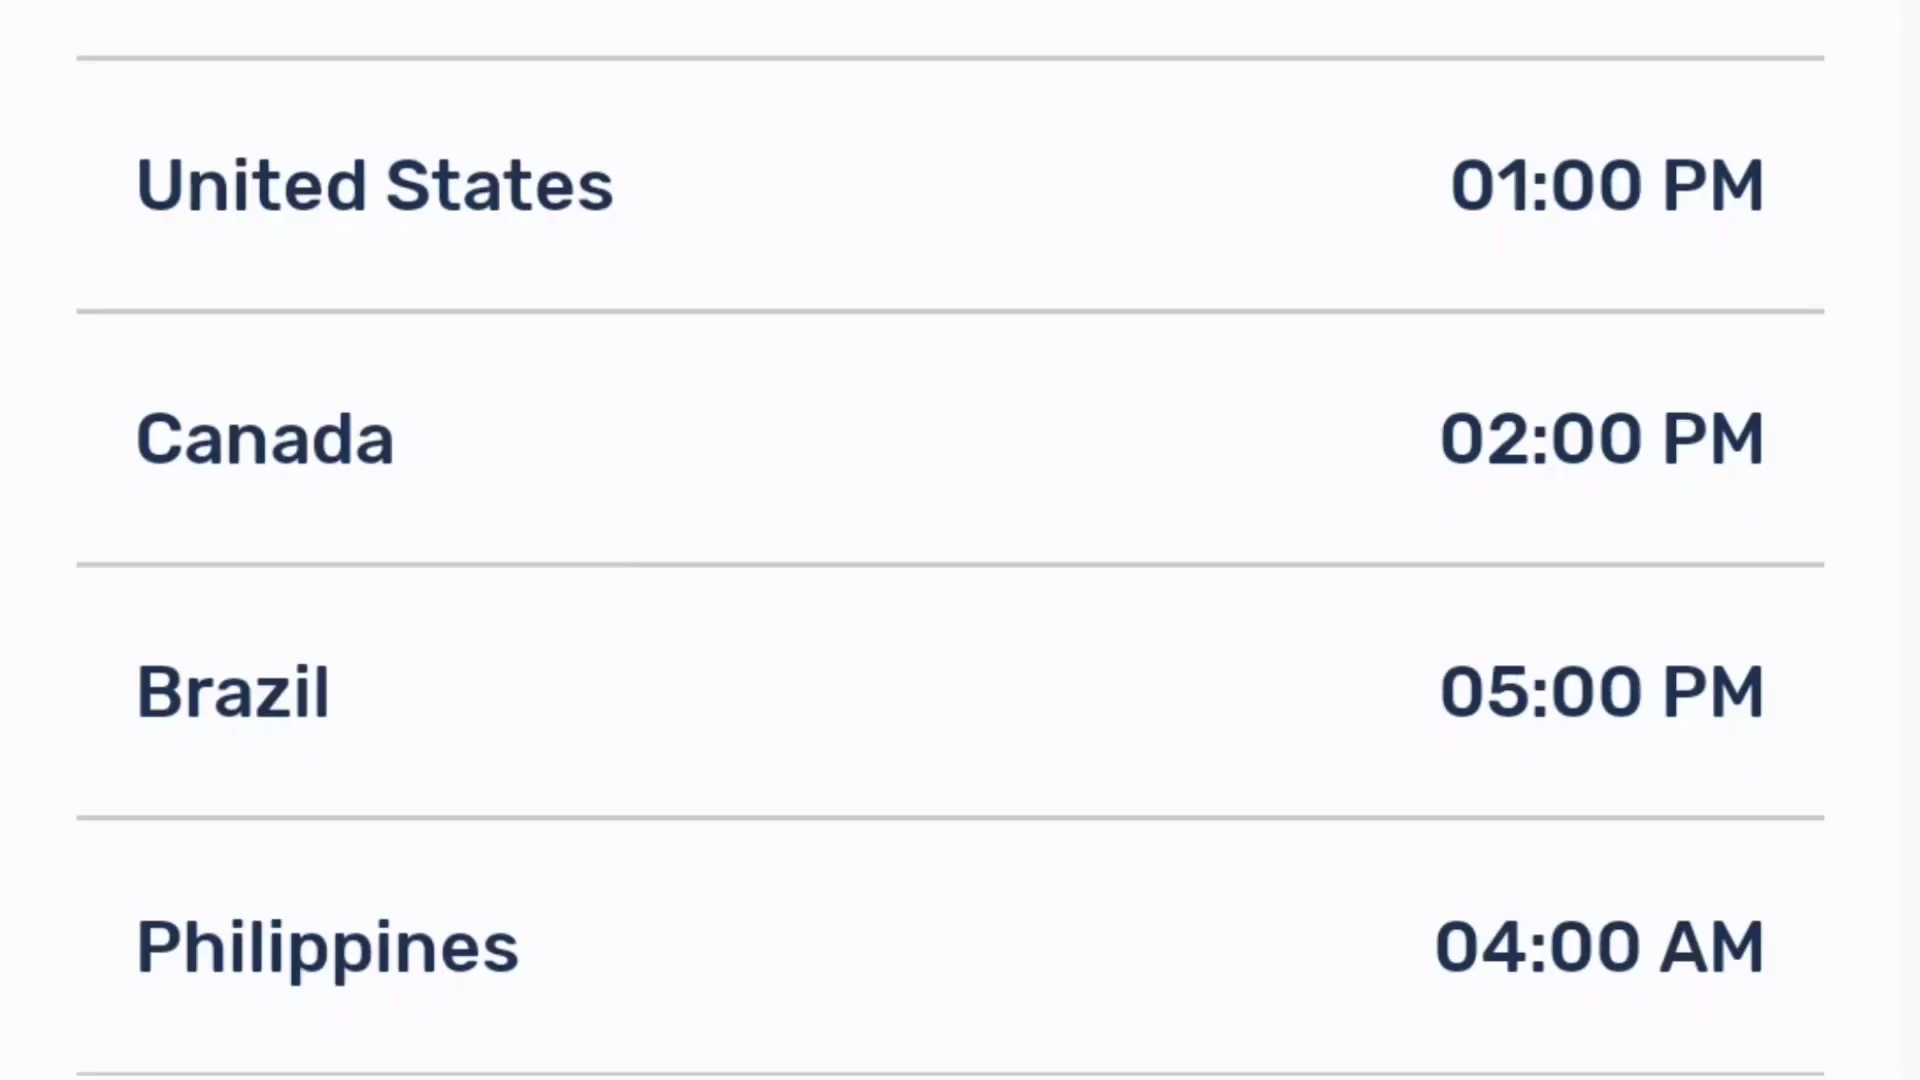 United States 01:00 PM
Canada 02:00 PM
Brazil 05:00 PM
Philippines 04:00 AM